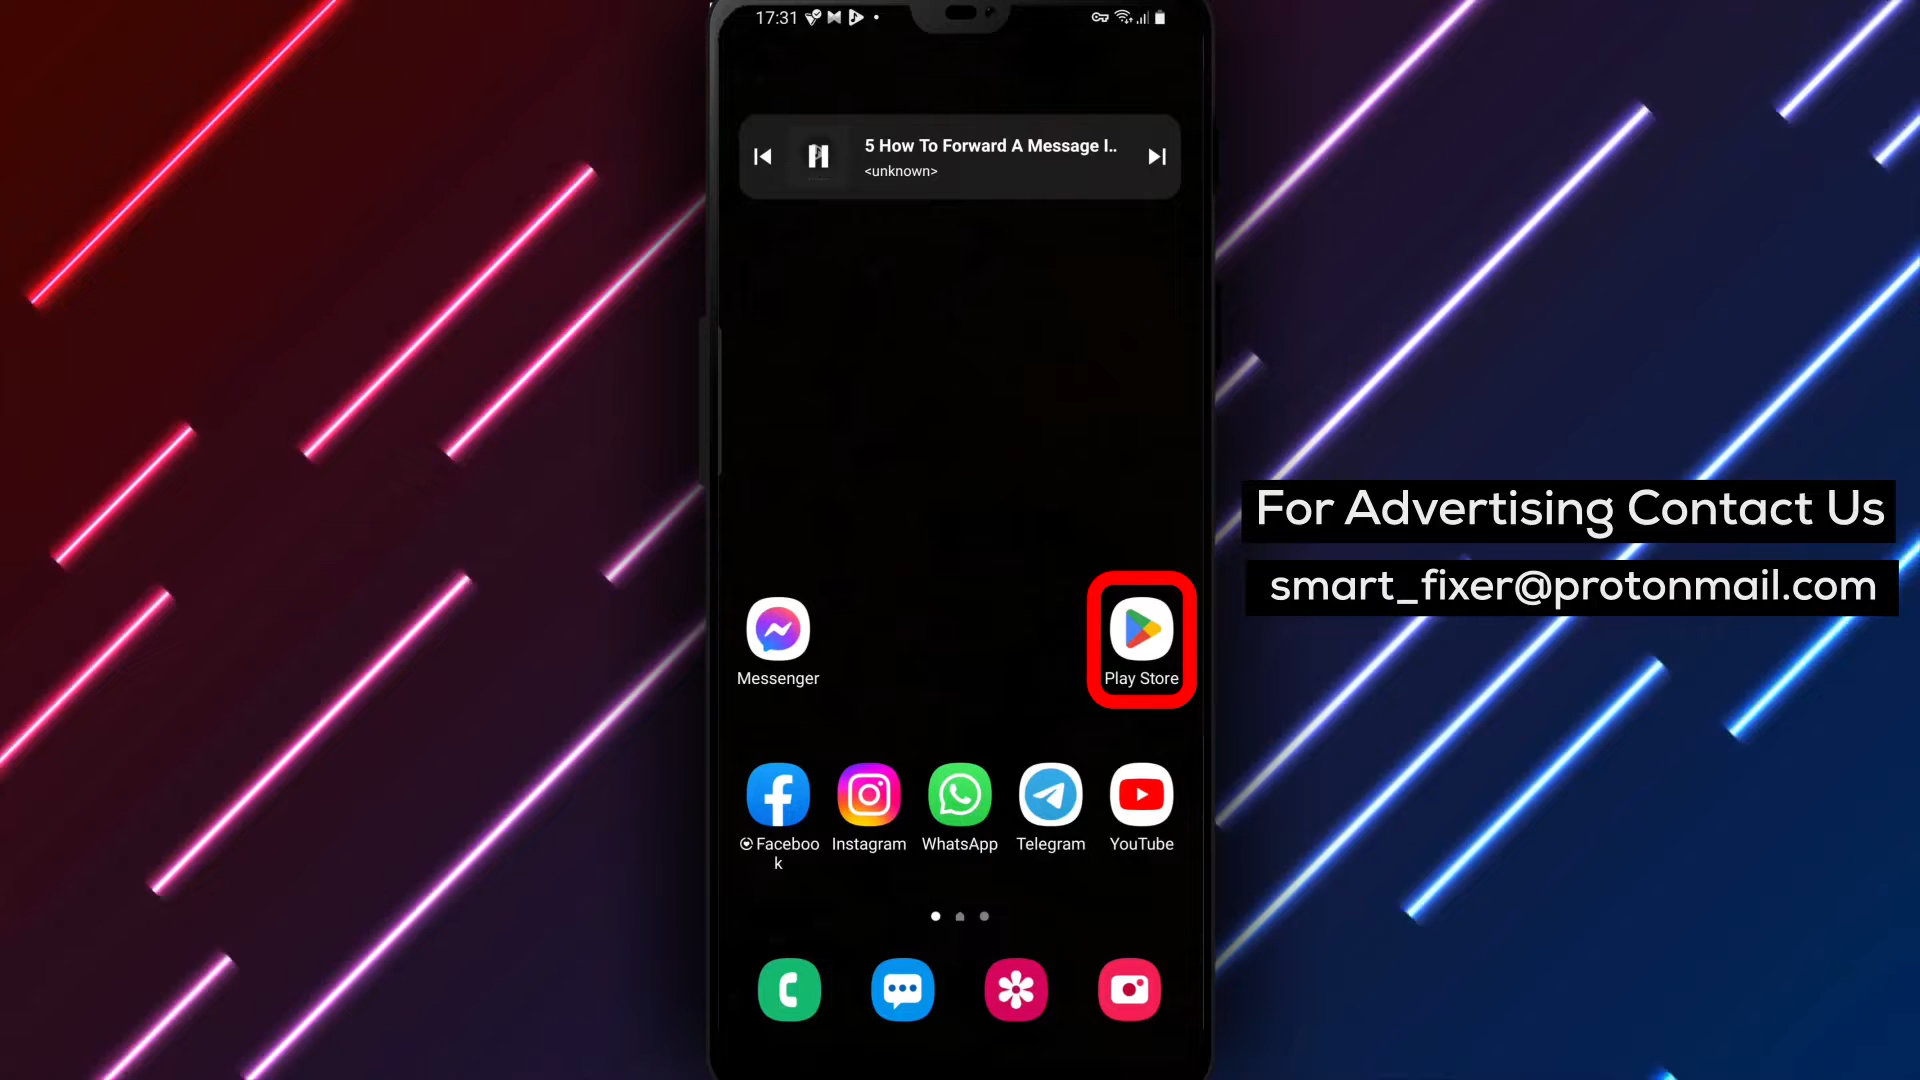 17:31
5 How To Forward A Message I..
<unknown>
For Advertising Contact Us
smart_fixer@protonmail.com
Messenger
Play Store
Faceboo
k
Instagram
WhatsApp
Telegram
YouTube